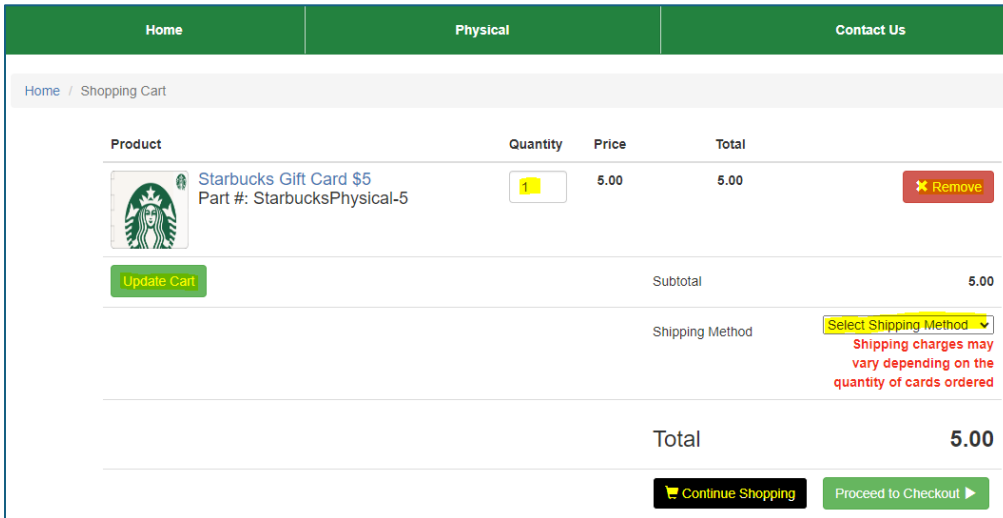 Home Physical Contact Us
Home / Shopping Cart
Product Quantity Price Total
Starbucks Gift Card $5 1 5.00 5.00 Remove
Part #: StarbucksPhysical-5
Update Cart Subtotal 5.00
Shipping Method Select Shipping Method
Shipping charges may
vary depending on the
quantity of cards ordered
Total 5.00
Continue Shopping Proceed to Checkout